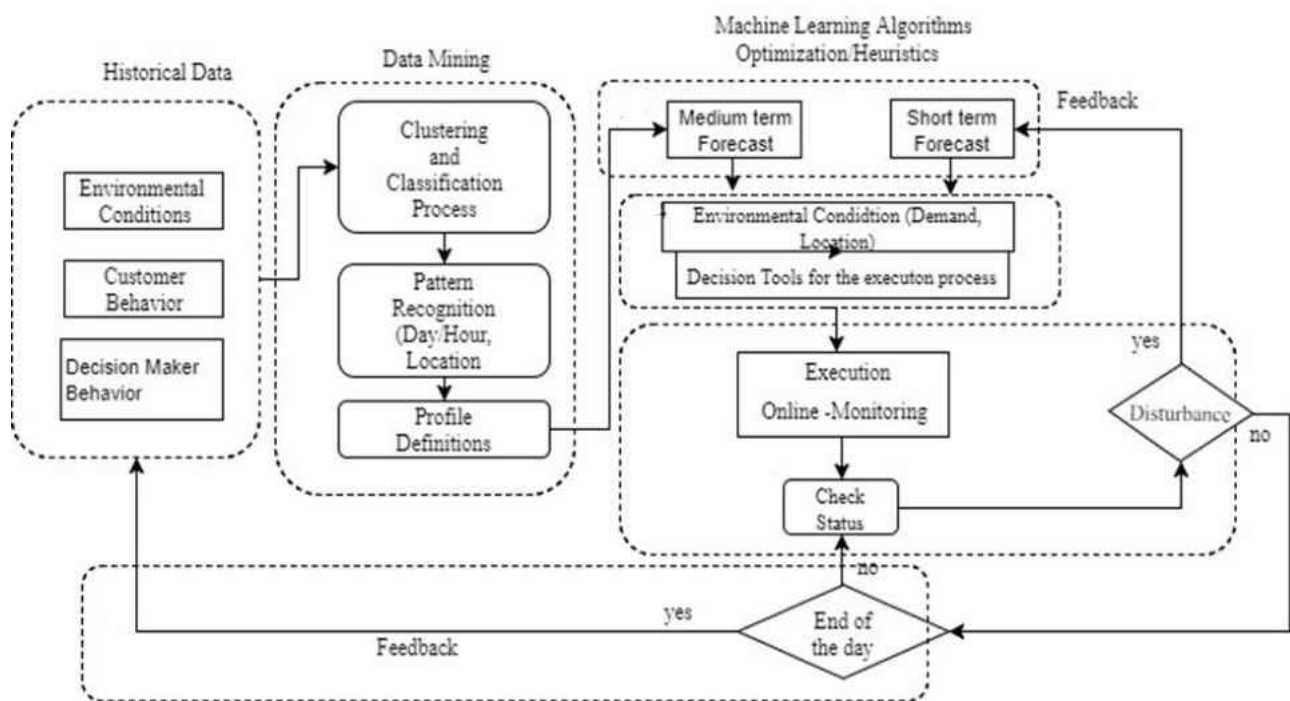 Machine Learning Algorithms
Optimization/Heuristics
Data Mining
Historical Data
Feedback
Environmental
Conditions
Customer
Behavior
Decision Maker
Behavior
Clustering
and
Classification
Process
Pattern
Recognition
(Day/Hour,
Location
Profile
Definitions
Medium term
Forecast
Short term
Forecast
Environmental Condidtion (Demand,
Location)
Decision Tools for the executon process
Execution
Online -Monitoring
Check
Status
yes
Disturbance
no
no
End of
the day
yes
Feedback